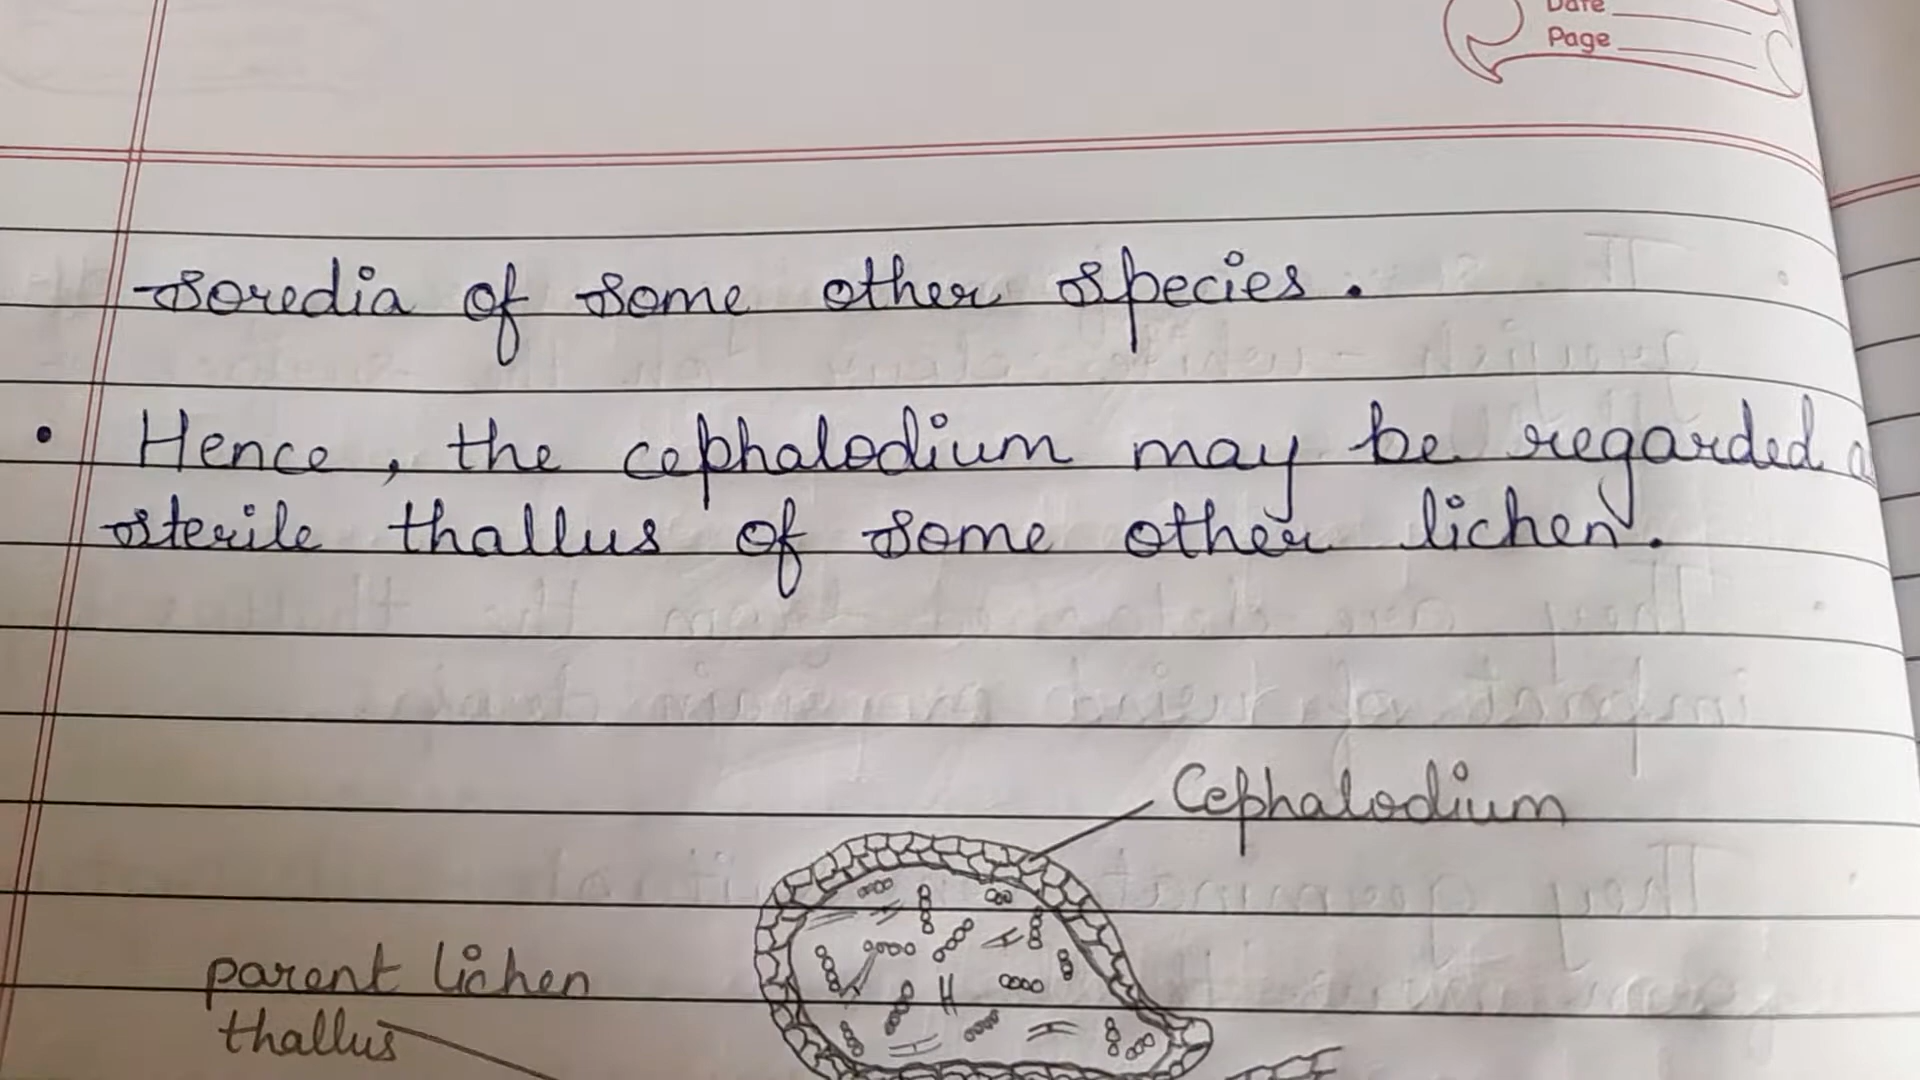 Date
Page
soredia of some other species.
• Hence, the cephalodium may be regarded
sterile thallus of some other lichen.
Cephalodium
parent lichen
thallus